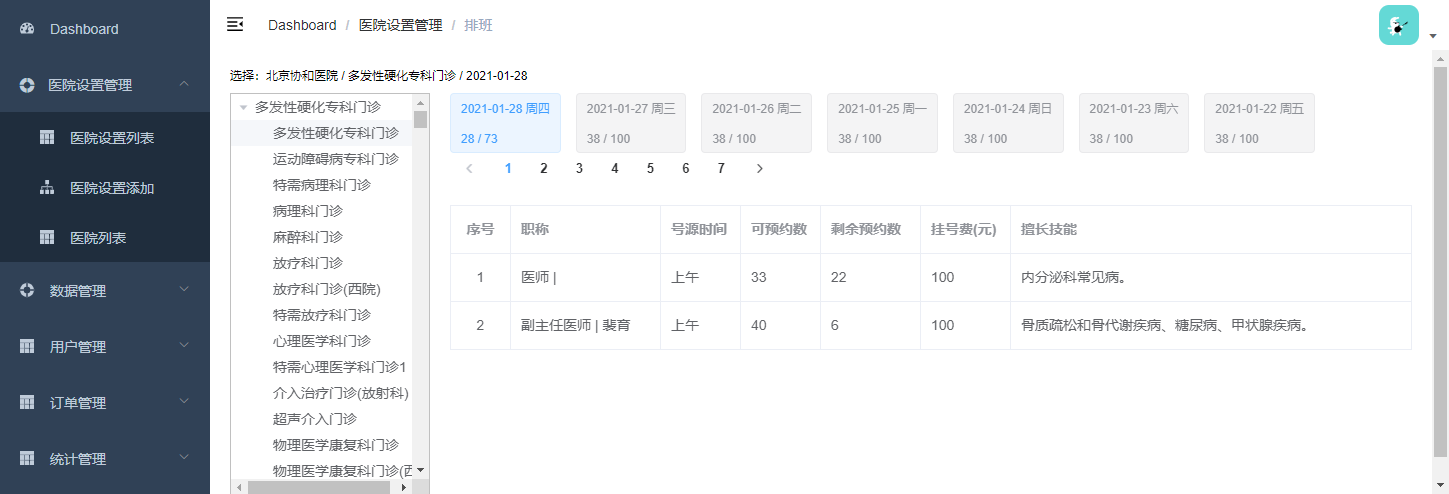 Dashboard
医院设置管理
医院设置列表
医院设置添加
医院列表
数据管理
用户管理
订单管理
统计管理
Dashboard / 医院设置管理 / 排班
选择：北京协和医院 / 多发性硬化专科门诊 / 2021-01-28
多发性硬化专科门诊
多发性硬化专科门诊
运动障碍病专科门诊
特需病理科门诊
病理科门诊
麻醉科门诊
放疗科门诊
放疗科门诊(西院)
特需放疗科门诊
心理医学科门诊
特需心理医学科门诊1
介入治疗门诊(放射科)
超声介入门诊
物理医学康复科门诊
物理医学康复科门诊(西
2021-01-28 周四
28 / 73
2021-01-27 周三
38 / 100
2021-01-26 周二
38 / 100
2021-01-25 周一
38 / 100
2021-01-24 周日
38 / 100
2021-01-23 周六
38 / 100
2021-01-22 周五
38 / 100
1 2 3 4 5 6 7
序号 职称 号源时间 可预约数 剩余预约数 挂号费(元) 擅长技能
1 医师 | 上午 33 22 100 内分泌科常见病。
2 副主任医师 | 裴育 上午 40 6 100 骨质疏松和骨代谢疾病、糖尿病、甲状腺疾病。